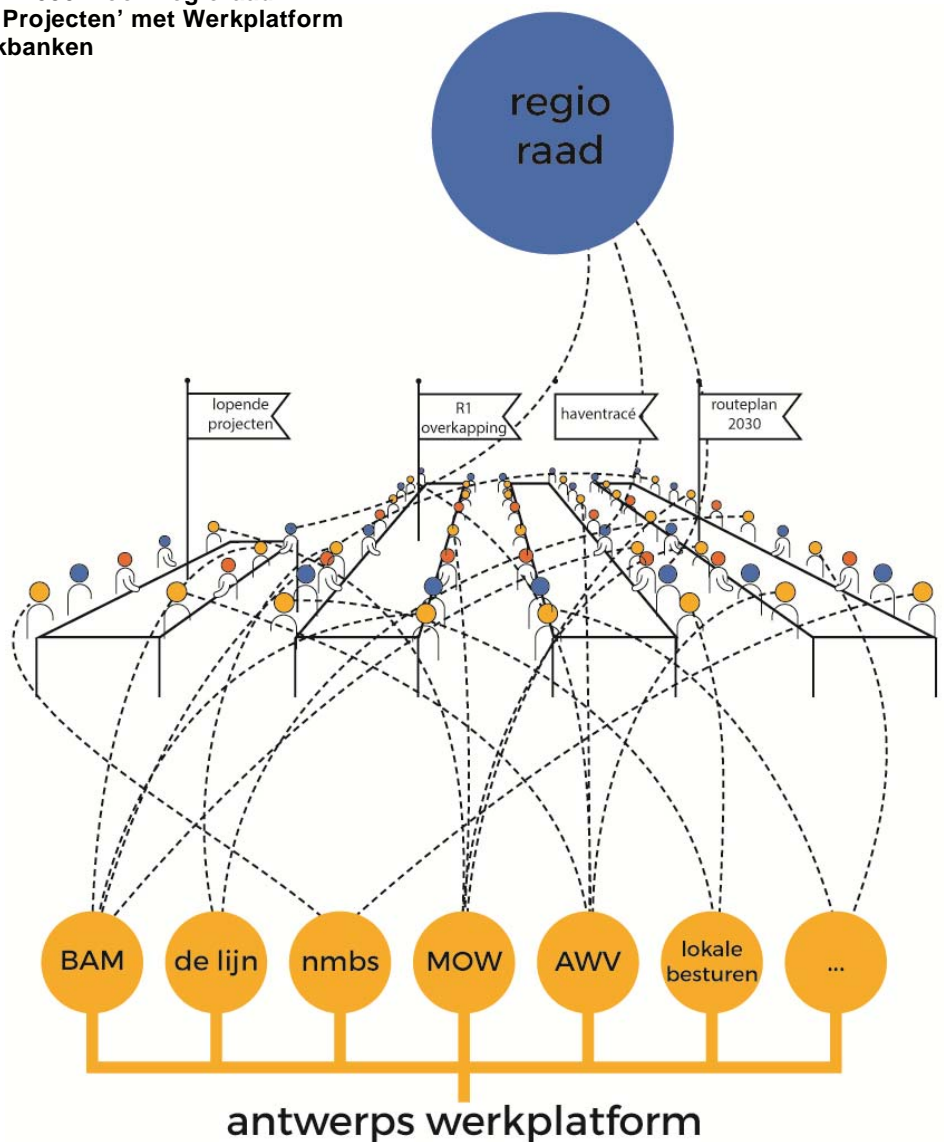 Projecten’ met Werkplatform
kbanken
regio
raad
lopende
projecten
R1
overkapping
haventracé
routeplan
2030
BAM
de lijn
nmbs
MOW
AWV
lokale
besturen
...
antwerps werkplatform